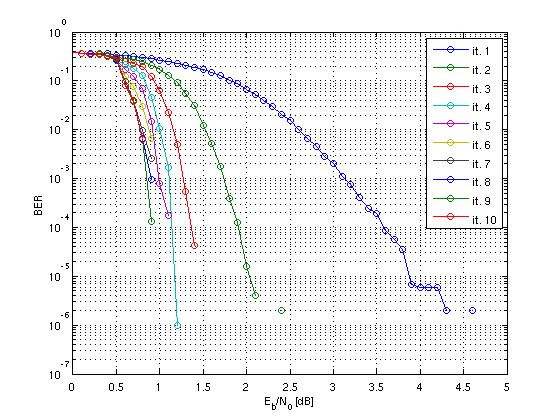 10^0
10^-1
10^-2
10^-3
10^-4
10^-5
10^-6
10^-7
BER
0
0.5
1
1.5
2
2.5
3
3.5
4
4.5
5
E_b/N_0 [dB]
it. 1
it. 2
it. 3
it. 4
it. 5
it. 6
it. 7
it. 8
it. 9
it. 10